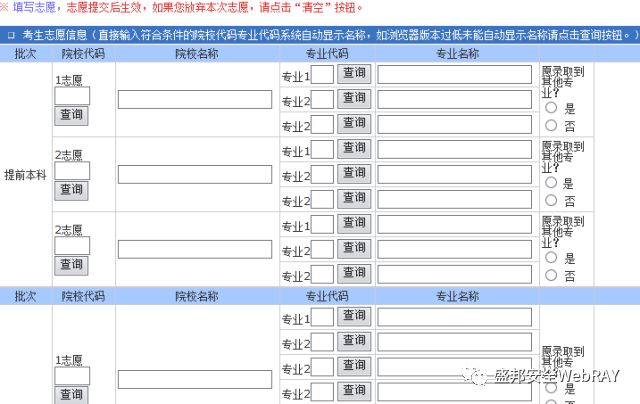 ※ 填写志愿，志愿提交后生效，如果您放弃本次志愿，请点击“清空”按钮。
□ 考生志愿信息（直接输入符合条件的院校代码专业代码系统自动显示名称，如浏览器版本过低未能自动显示名称请点击查询按钮。）
批次 院校代码 院校名称 专业代码 专业名称
提前本科
1志愿
查询
专业1 查询
专业2 查询
专业2 查询
愿录取到
其他专
业？
是
否
2志愿
查询
专业1 查询
专业2 查询
专业2 查询
愿录取到
其他专
业？
是
否
2志愿
查询
专业1 查询
专业2 查询
专业2 查询
愿录取到
其他专
业？
是
否
批次 院校代码 院校名称 专业代码 专业名称
1志愿
查询
专业1 查询
专业2 查询
专业2 查询
专业2 查询
愿录取到
其他专
业？
是
盛邦安全WebRAY